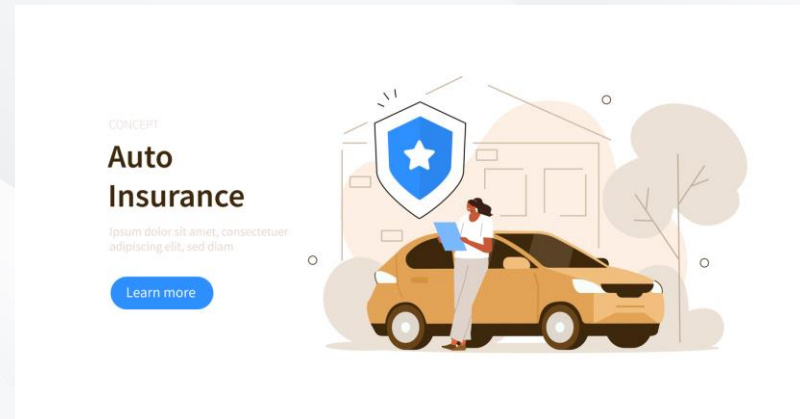 CONCEPT
Auto
Insurance
Ipsum dolor sit amet, consectetuer
adipiscing elit, sed diam
Learn more